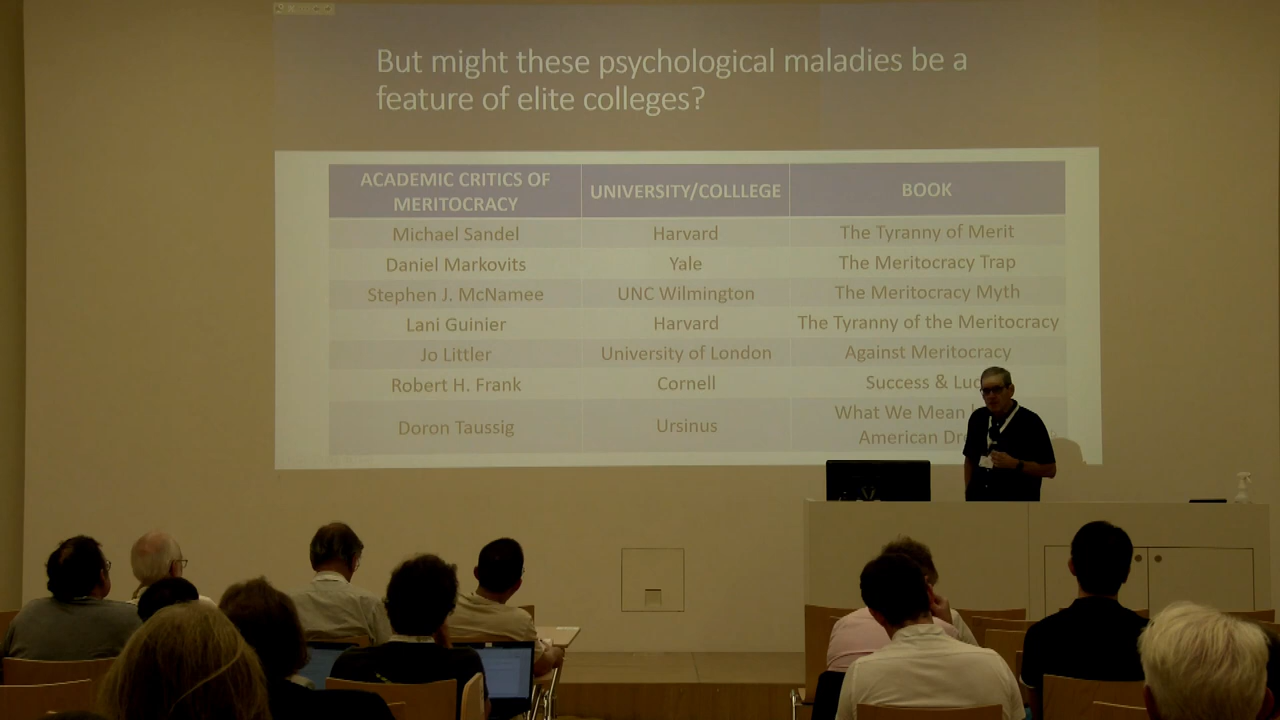 But might these psychological maladies be a
feature of elite colleges?
ACADEMIC CRITICS OF
MERITOCRACY
UNIVERSITY/COLLLEGE
BOOK
Michael Sandel
Harvard
The Tyranny of Merit
Daniel Markovits
Yale
The Meritocracy Trap
Stephen J. McNamee
UNC Wilmington
The Meritocracy Myth
Lani Guinier
Harvard
The Tyranny of the Meritocracy
Jo Littler
University of London
Against Meritocracy
Robert H. Frank
Cornell
Success &
Doron Taussig
Ursinus
What We Mean
American